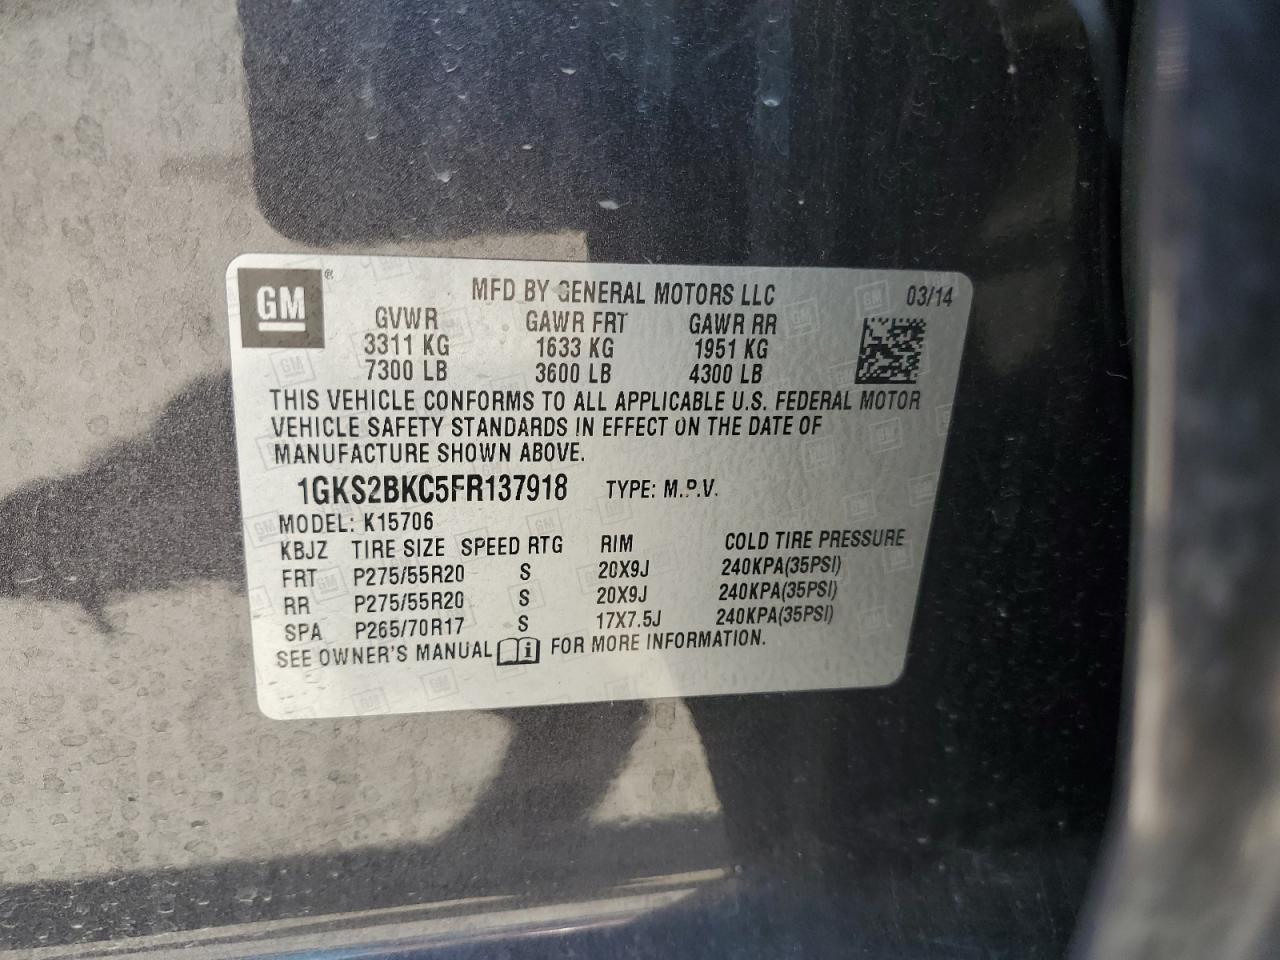 GM ®
MFD BY GENERAL MOTORS LLC 03/14
GVWR GAWR FRT GAWR RR
3311 KG 1633 KG 1951 KG
7300 LB 3600 LB 4300 LB
THIS VEHICLE CONFORMS TO ALL APPLICABLE U.S. FEDERAL MOTOR
VEHICLE SAFETY STANDARDS IN EFFECT ON THE DATE OF
MANUFACTURE SHOWN ABOVE.
1GKS2BKC5FR137918 TYPE: M.P.V.
MODEL: K15706
KBJZ TIRE SIZE SPEED RTG RIM COLD TIRE PRESSURE
FRT P275/55R20 S 20X9J 240KPA(35PSI)
RR P275/55R20 S 20X9J 240KPA(35PSI)
SPA P265/70R17 S 17X7.5J 240KPA(35PSI)
SEE OWNER'S MANUAL i FOR MORE INFORMATION.